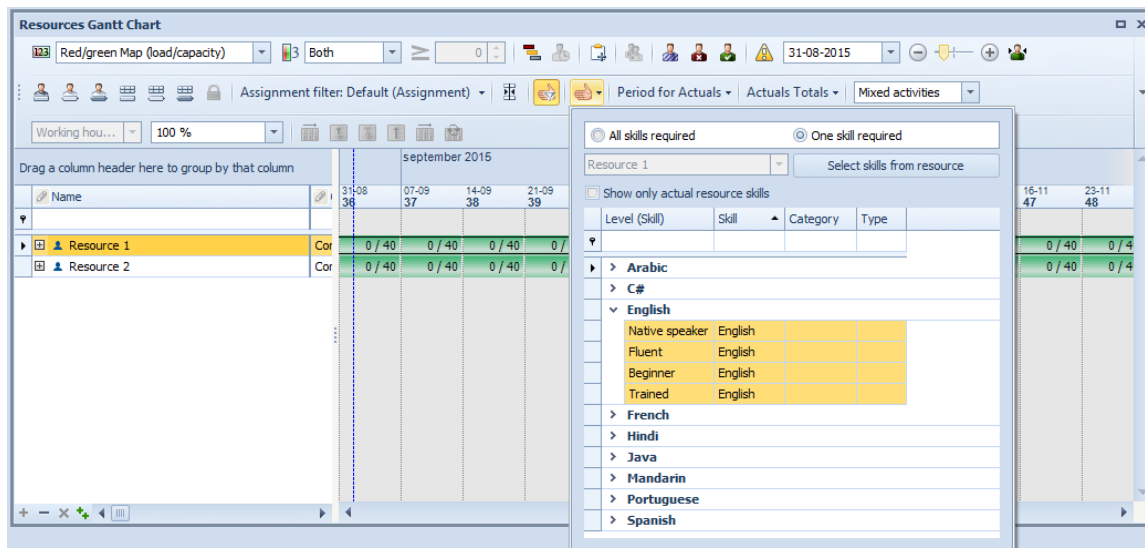 Resources Gantt Chart
123 Red/green Map (load/capacity) 3 Both 0 31-08-2015
Assignment filter: Default (Assignment) Period for Actuals Actuals Totals Mixed activities
Working hou... 100 %
All skills required One skill required
Drag a column header here to group by that column september 2015
Resource 1 Select skills from resource
Name 31-08 07-09 14-09 21-09 16-11 23-11
36 37 38 39 47 48
Show only actual resource skills
Level (Skill) Skill Category Type
Resource 1 Cor 0 / 40 0 / 40 0 / 40 0 / 0 / 40 0 / 4
Resource 2 Cor 0 / 40 0 / 40 0 / 40 0 / 0 / 40 0 / 4
Arabic
C#
English
Native speaker English
Fluent English
Beginner English
Trained English
French
Hindi
Java
Mandarin
Portuguese
Spanish